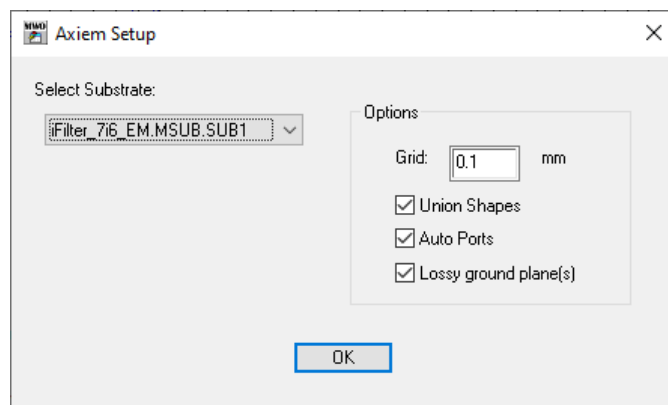 MWO
Axiem Setup
Select Substrate:
iFilter_7i6_EM.MSUB.SUB1
Options
Grid: 0.1 mm
Union Shapes
Auto Ports
Lossy ground plane(s)
OK